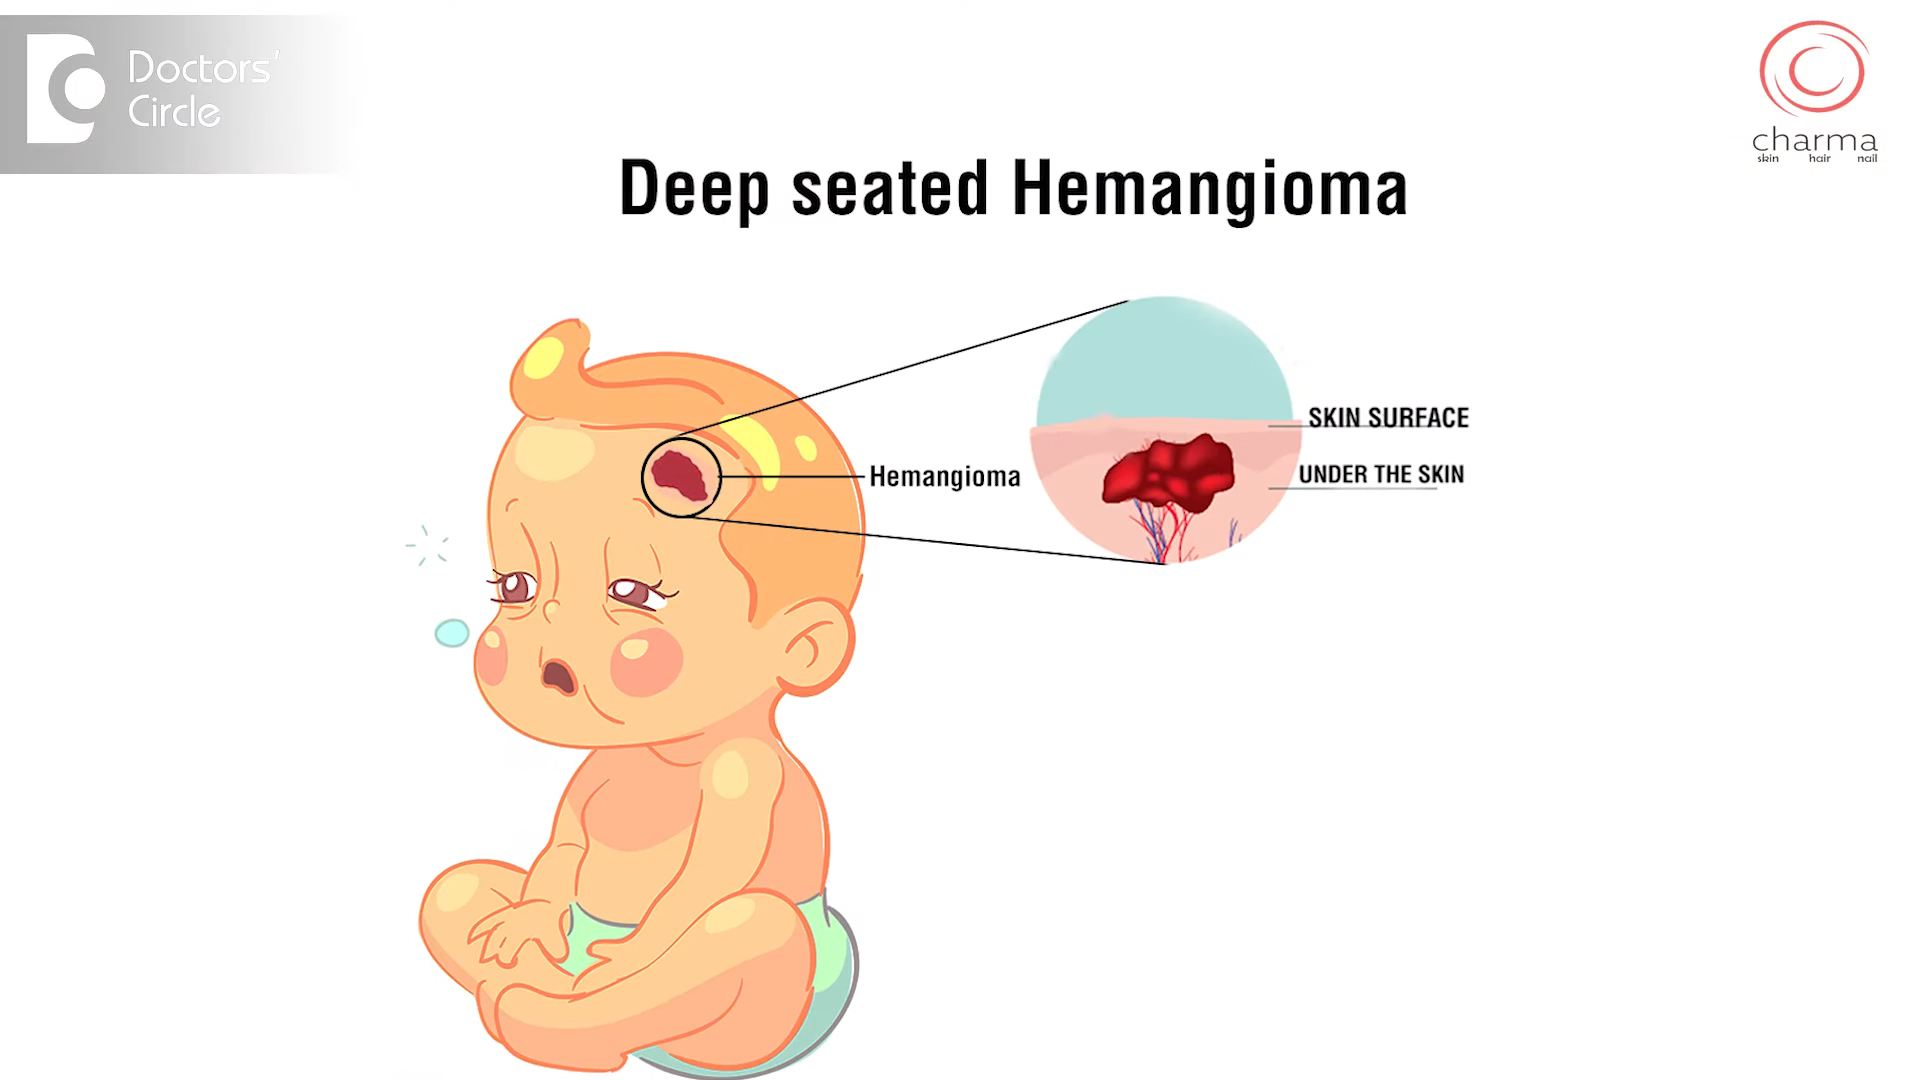 Doctors'
Circle
charma
skin hair nail
Deep seated Hemangioma
SKIN SURFACE
Hemangioma
UNDER THE SKIN